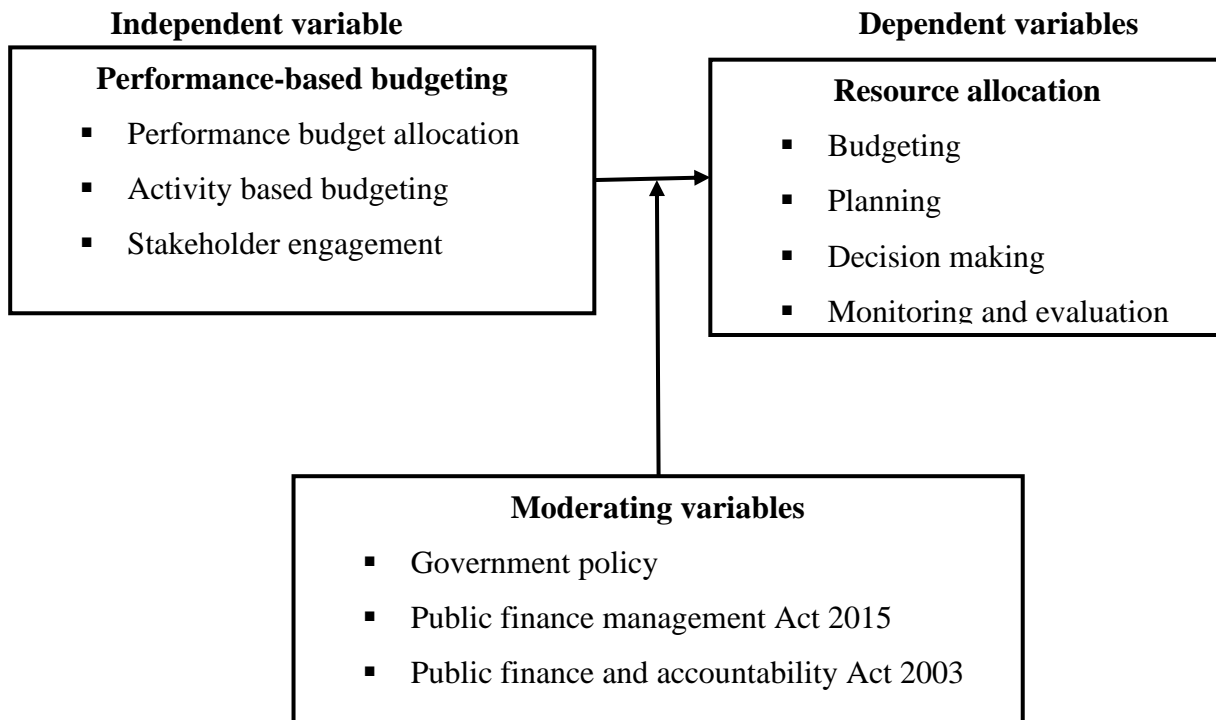 Independent variable
Performance-based budgeting
▪ Performance budget allocation
▪ Activity based budgeting
▪ Stakeholder engagement
Dependent variables
Resource allocation
▪ Budgeting
▪ Planning
▪ Decision making
▪ Monitoring and evaluation
Moderating variables
▪ Government policy
▪ Public finance management Act 2015
▪ Public finance and accountability Act 2003